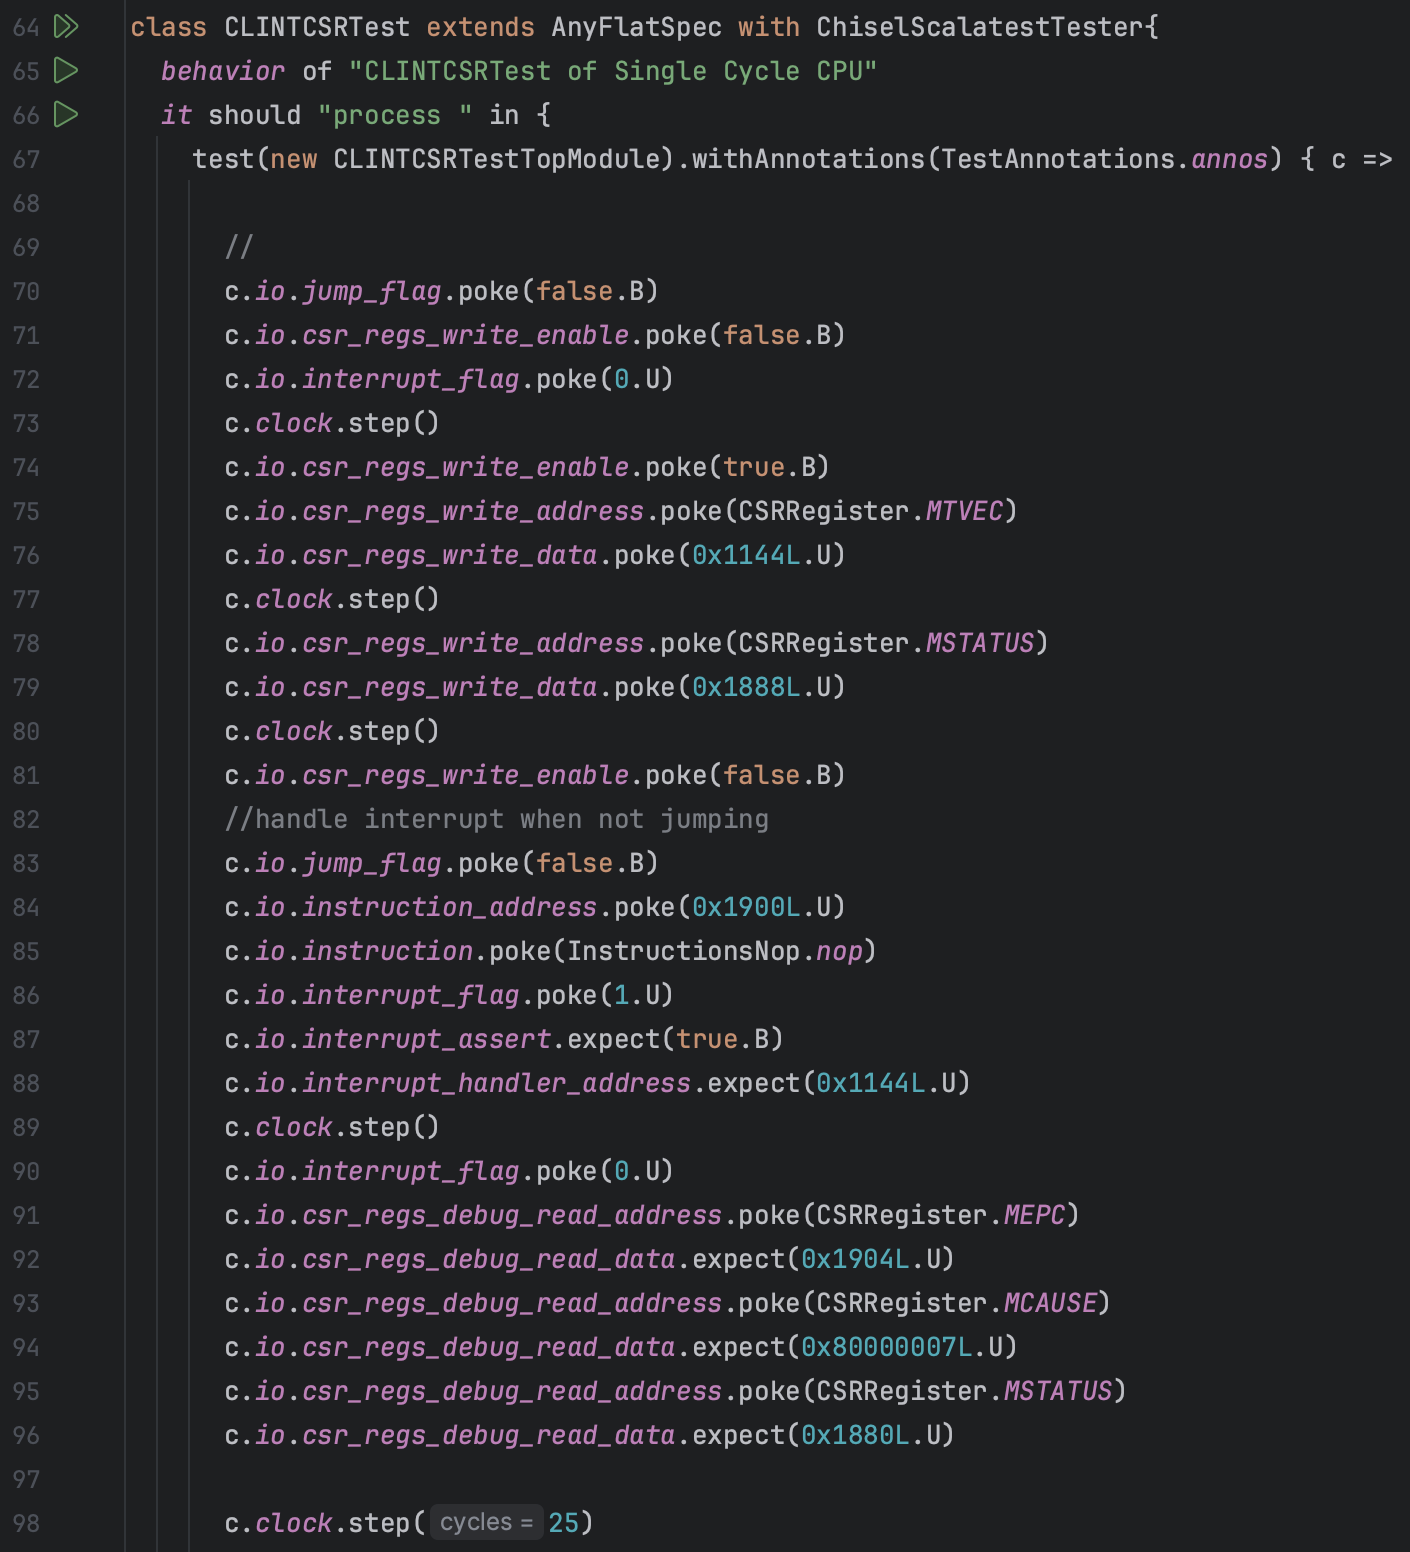 64 class CLINTCSRTest extends AnyFlatSpec with ChiselScalatestTester{
65 behavior of "CLINTCSRTest of Single Cycle CPU"
66 it should "process " in {
67 test(new CLINTCSRTestTopModule).withAnnotations(TestAnnotations.annos) { c =>
68
69 //
70 c.io.jump_flag.poke(false.B)
71 c.io.csr_regs_write_enable.poke(false.B)
72 c.io.interrupt_flag.poke(0.U)
73 c.clock.step()
74 c.io.csr_regs_write_enable.poke(true.B)
75 c.io.csr_regs_write_address.poke(CSRRegister.MTVEC)
76 c.io.csr_regs_write_data.poke(0x1144L.U)
77 c.clock.step()
78 c.io.csr_regs_write_address.poke(CSRRegister.MSTATUS)
79 c.io.csr_regs_write_data.poke(0x1888L.U)
80 c.clock.step()
81 c.io.csr_regs_write_enable.poke(false.B)
82 //handle interrupt when not jumping
83 c.io.jump_flag.poke(false.B)
84 c.io.instruction_address.poke(0x1900L.U)
85 c.io.instruction.poke(InstructionsNop.nop)
86 c.io.interrupt_flag.poke(1.U)
87 c.io.interrupt_assert.expect(true.B)
88 c.io.interrupt_handler_address.expect(0x1144L.U)
89 c.clock.step()
90 c.io.interrupt_flag.poke(0.U)
91 c.io.csr_regs_debug_read_address.poke(CSRRegister.MEPC)
92 c.io.csr_regs_debug_read_data.expect(0x1904L.U)
93 c.io.csr_regs_debug_read_address.poke(CSRRegister.MCAUSE)
94 c.io.csr_regs_debug_read_data.expect(0x80000007L.U)
95 c.io.csr_regs_debug_read_address.poke(CSRRegister.MSTATUS)
96 c.io.csr_regs_debug_read_data.expect(0x1880L.U)
97
98 c.clock.step( cycles = 25)